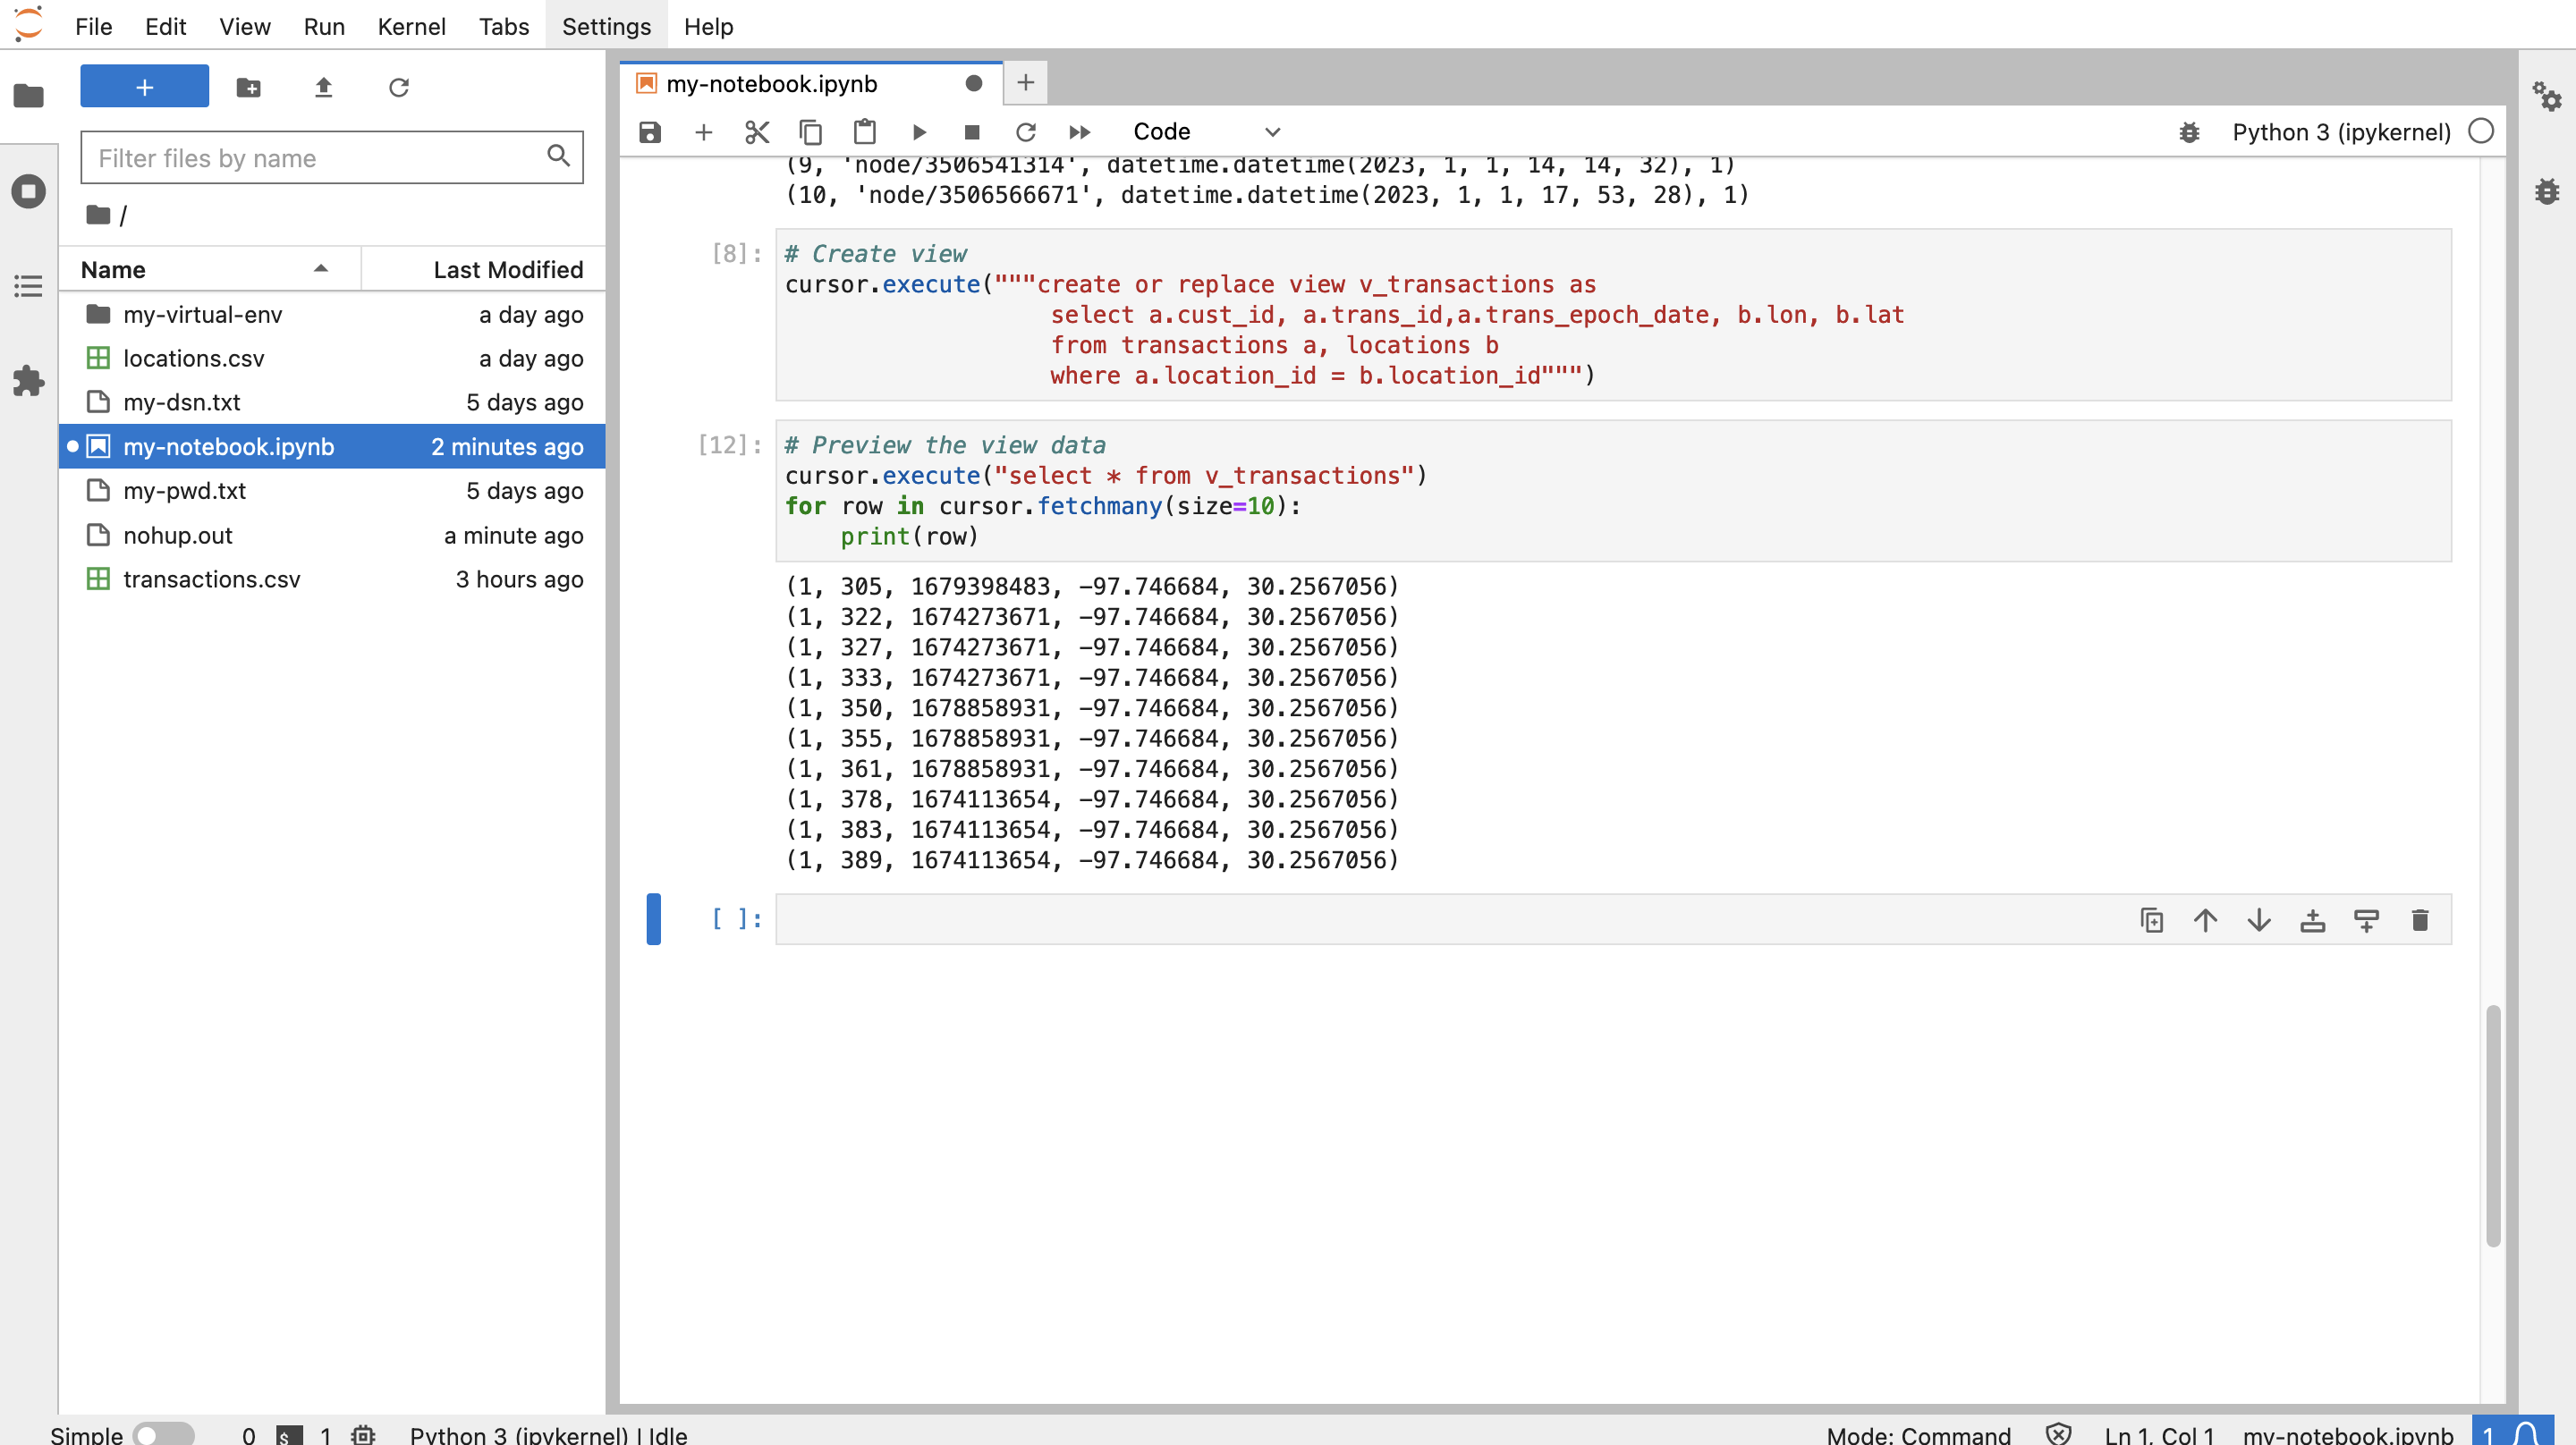 File Edit View Run Kernel Tabs Settings Help
+
Filter files by name
/
Name Last Modified
my-virtual-env a day ago
locations.csv a day ago
my-dsn.txt 5 days ago
my-notebook.ipynb 2 minutes ago
my-pwd.txt 5 days ago
nohup.out a minute ago
transactions.csv 3 hours ago
my-notebook.ipynb
Code
Python 3 (ipykernel)
(9, 'node/3506541314', datetime.datetime(2023, 1, 1, 14, 14, 32), 1)
(10, 'node/3506566671', datetime.datetime(2023, 1, 1, 17, 53, 28), 1)
[8]: # Create view
cursor.execute("""create or replace view v_transactions as
select a.cust_id, a.trans_id,a.trans_epoch_date, b.lon, b.lat
from transactions a, locations b
where a.location_id = b.location_id""")
[12]: # Preview the view data
cursor.execute("select * from v_transactions")
for row in cursor.fetchmany(size=10):
print(row)
(1, 305, 1679398483, -97.746684, 30.2567056)
(1, 322, 1674273671, -97.746684, 30.2567056)
(1, 327, 1674273671, -97.746684, 30.2567056)
(1, 333, 1674273671, -97.746684, 30.2567056)
(1, 350, 1678858931, -97.746684, 30.2567056)
(1, 355, 1678858931, -97.746684, 30.2567056)
(1, 361, 1678858931, -97.746684, 30.2567056)
(1, 378, 1674113654, -97.746684, 30.2567056)
(1, 383, 1674113654, -97.746684, 30.2567056)
(1, 389, 1674113654, -97.746684, 30.2567056)
[ ]:
Simple 0 $ 1 Python 3 (ipykernel) | Idle Mode: Command Ln 1, Col 1 my-notebook.ipynb 1